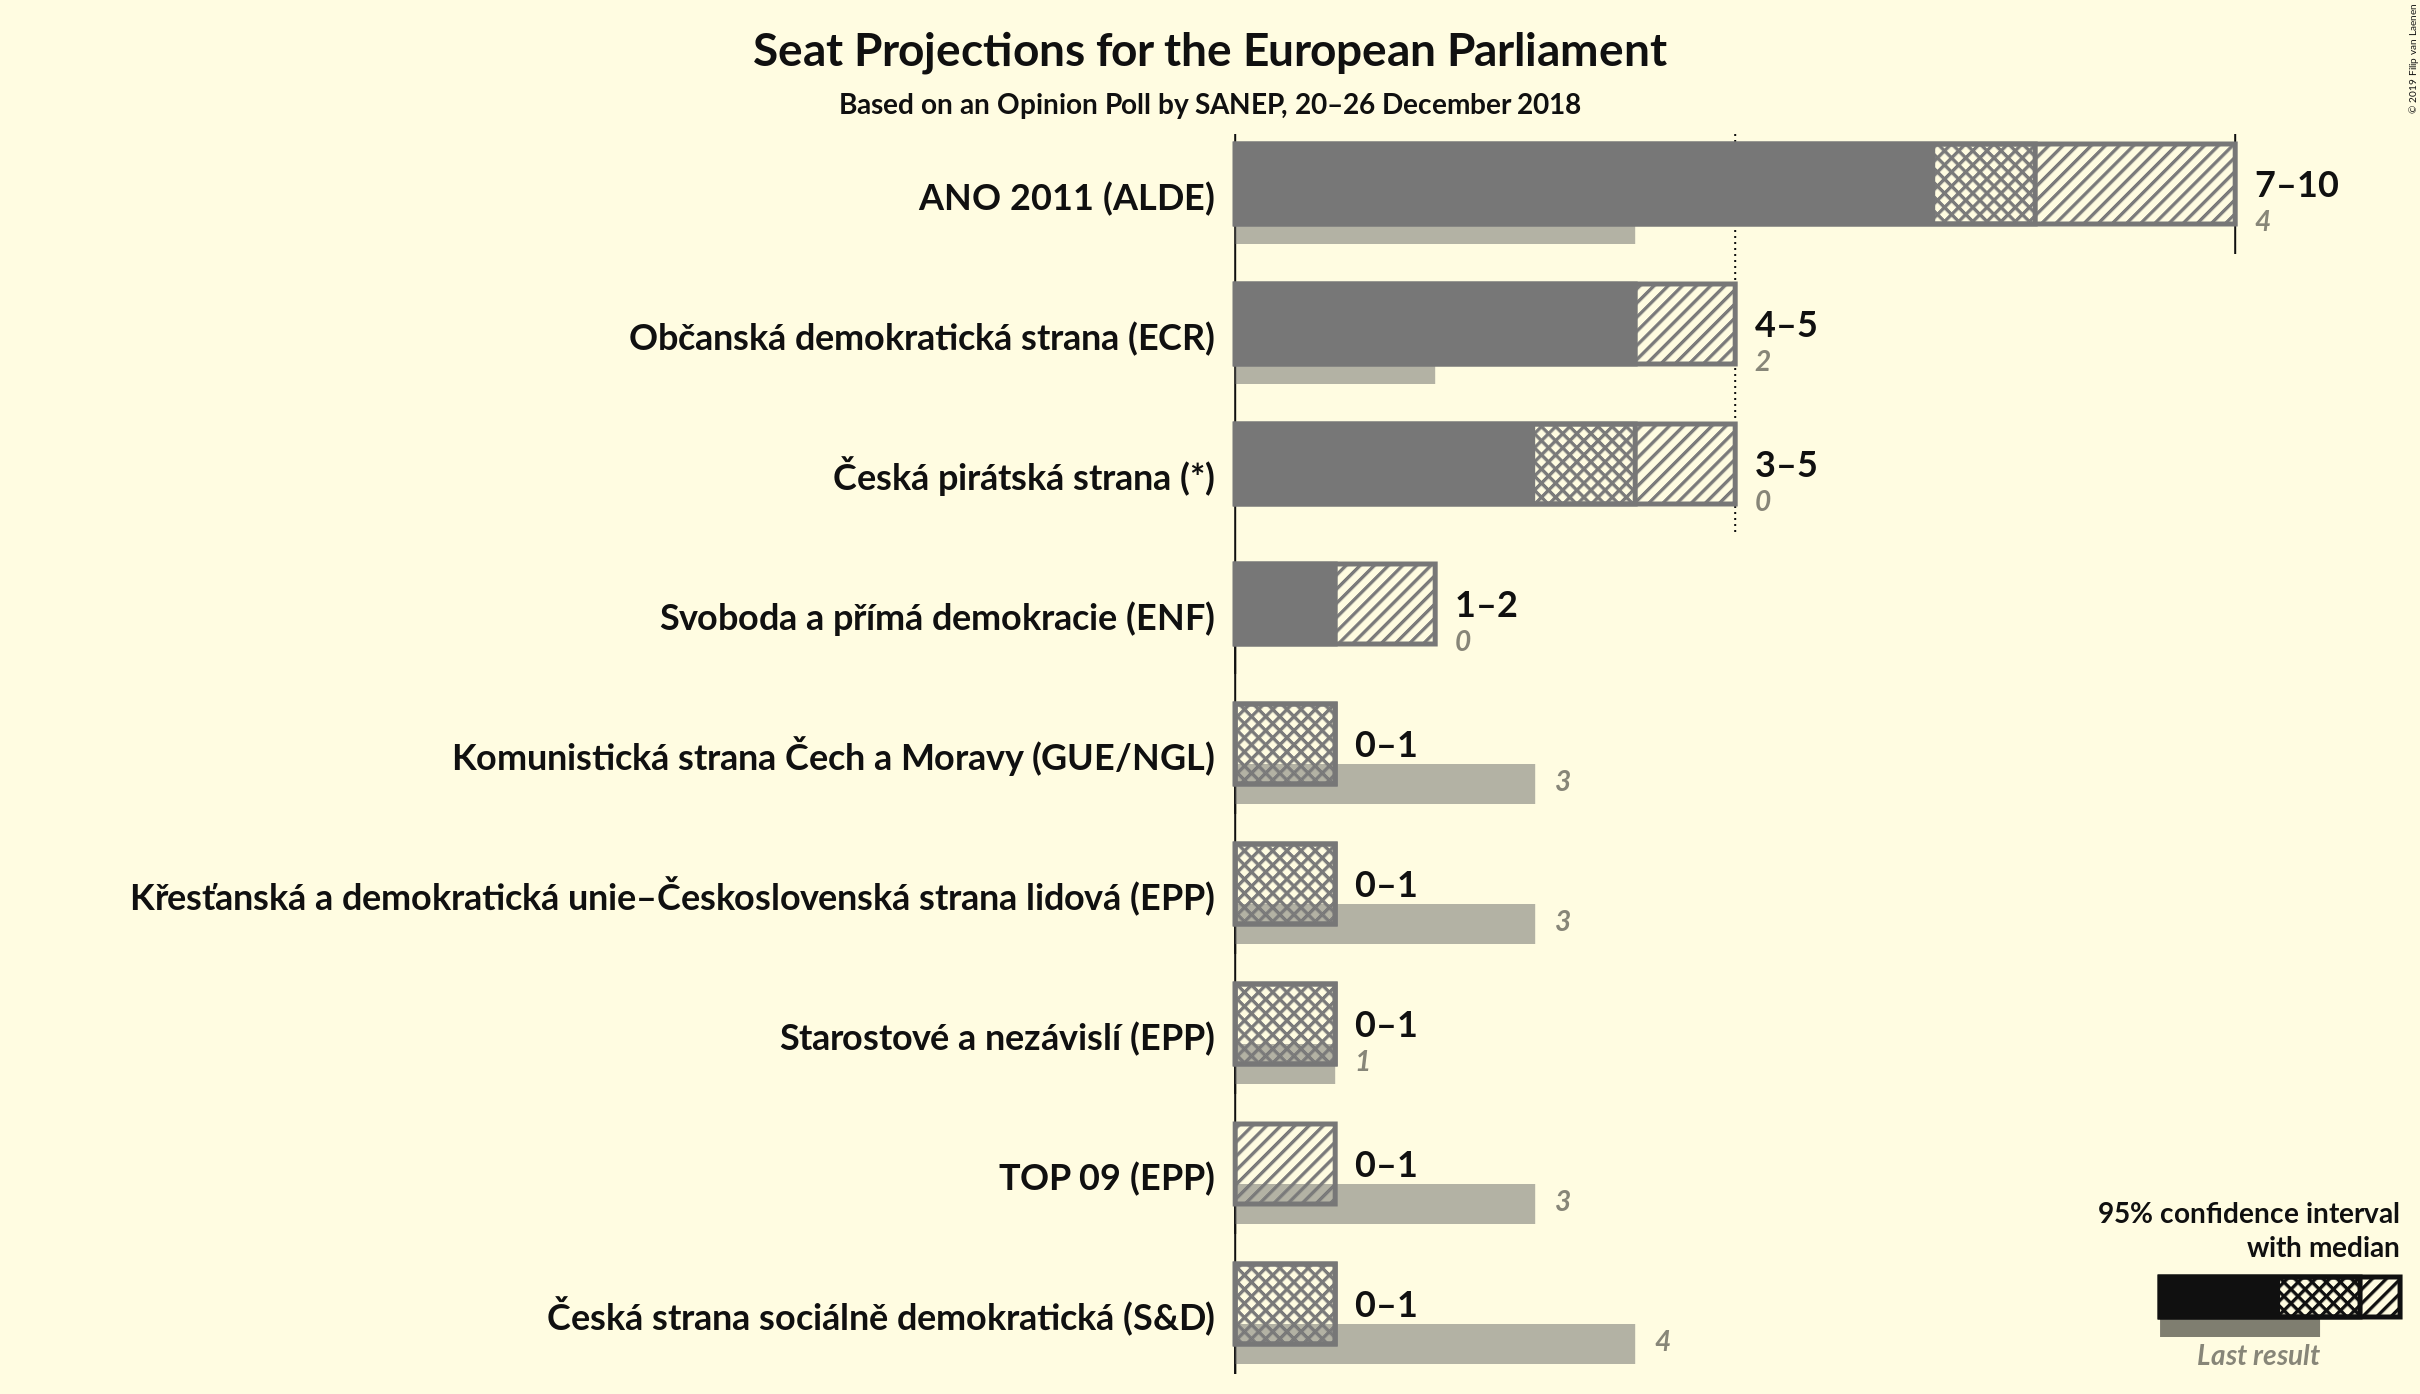 Seat Projections for the European Parliament
Based on an Opinion Poll by SANEP, 20–26 December 2018
© 2019 Filip van Laenen
ANO 2011 (ALDE)
7–10
4
Občanská demokratická strana (ECR)
4–5
2
Česká pirátská strana (*)
3–5
0
Svoboda a přímá demokracie (ENF)
1–2
0
Komunistická strana Čech a Moravy (GUE/NGL)
0–1
3
Křesťanská a demokratická unie–Československá strana lidová (EPP)
0–1
3
Starostové a nezávislí (EPP)
0–1
1
TOP 09 (EPP)
0–1
3
Česká strana sociálně demokratická (S&D)
0–1
4
95% confidence interval
with median
Last result